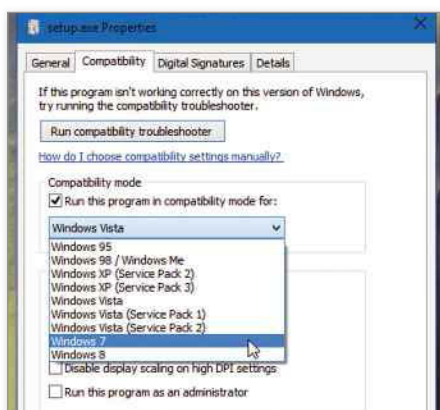 setup.exe Properties
General Compatibility Digital Signatures Details
If this program isn't working correctly on this version of Windows,
try running the compatibility troubleshooter.
Run compatibility troubleshooter
How do I choose compatibility settings manually?
Compatibility mode
Run this program in compatibility mode for:
Windows Vista
Windows 95
Windows 98 / Windows Me
Windows XP (Service Pack 2)
Windows XP (Service Pack 3)
Windows Vista
Windows Vista (Service Pack 1)
Windows Vista (Service Pack 2)
Windows 7
Windows 8
Disable display scaling on high DPI settings
Run this program as an administrator